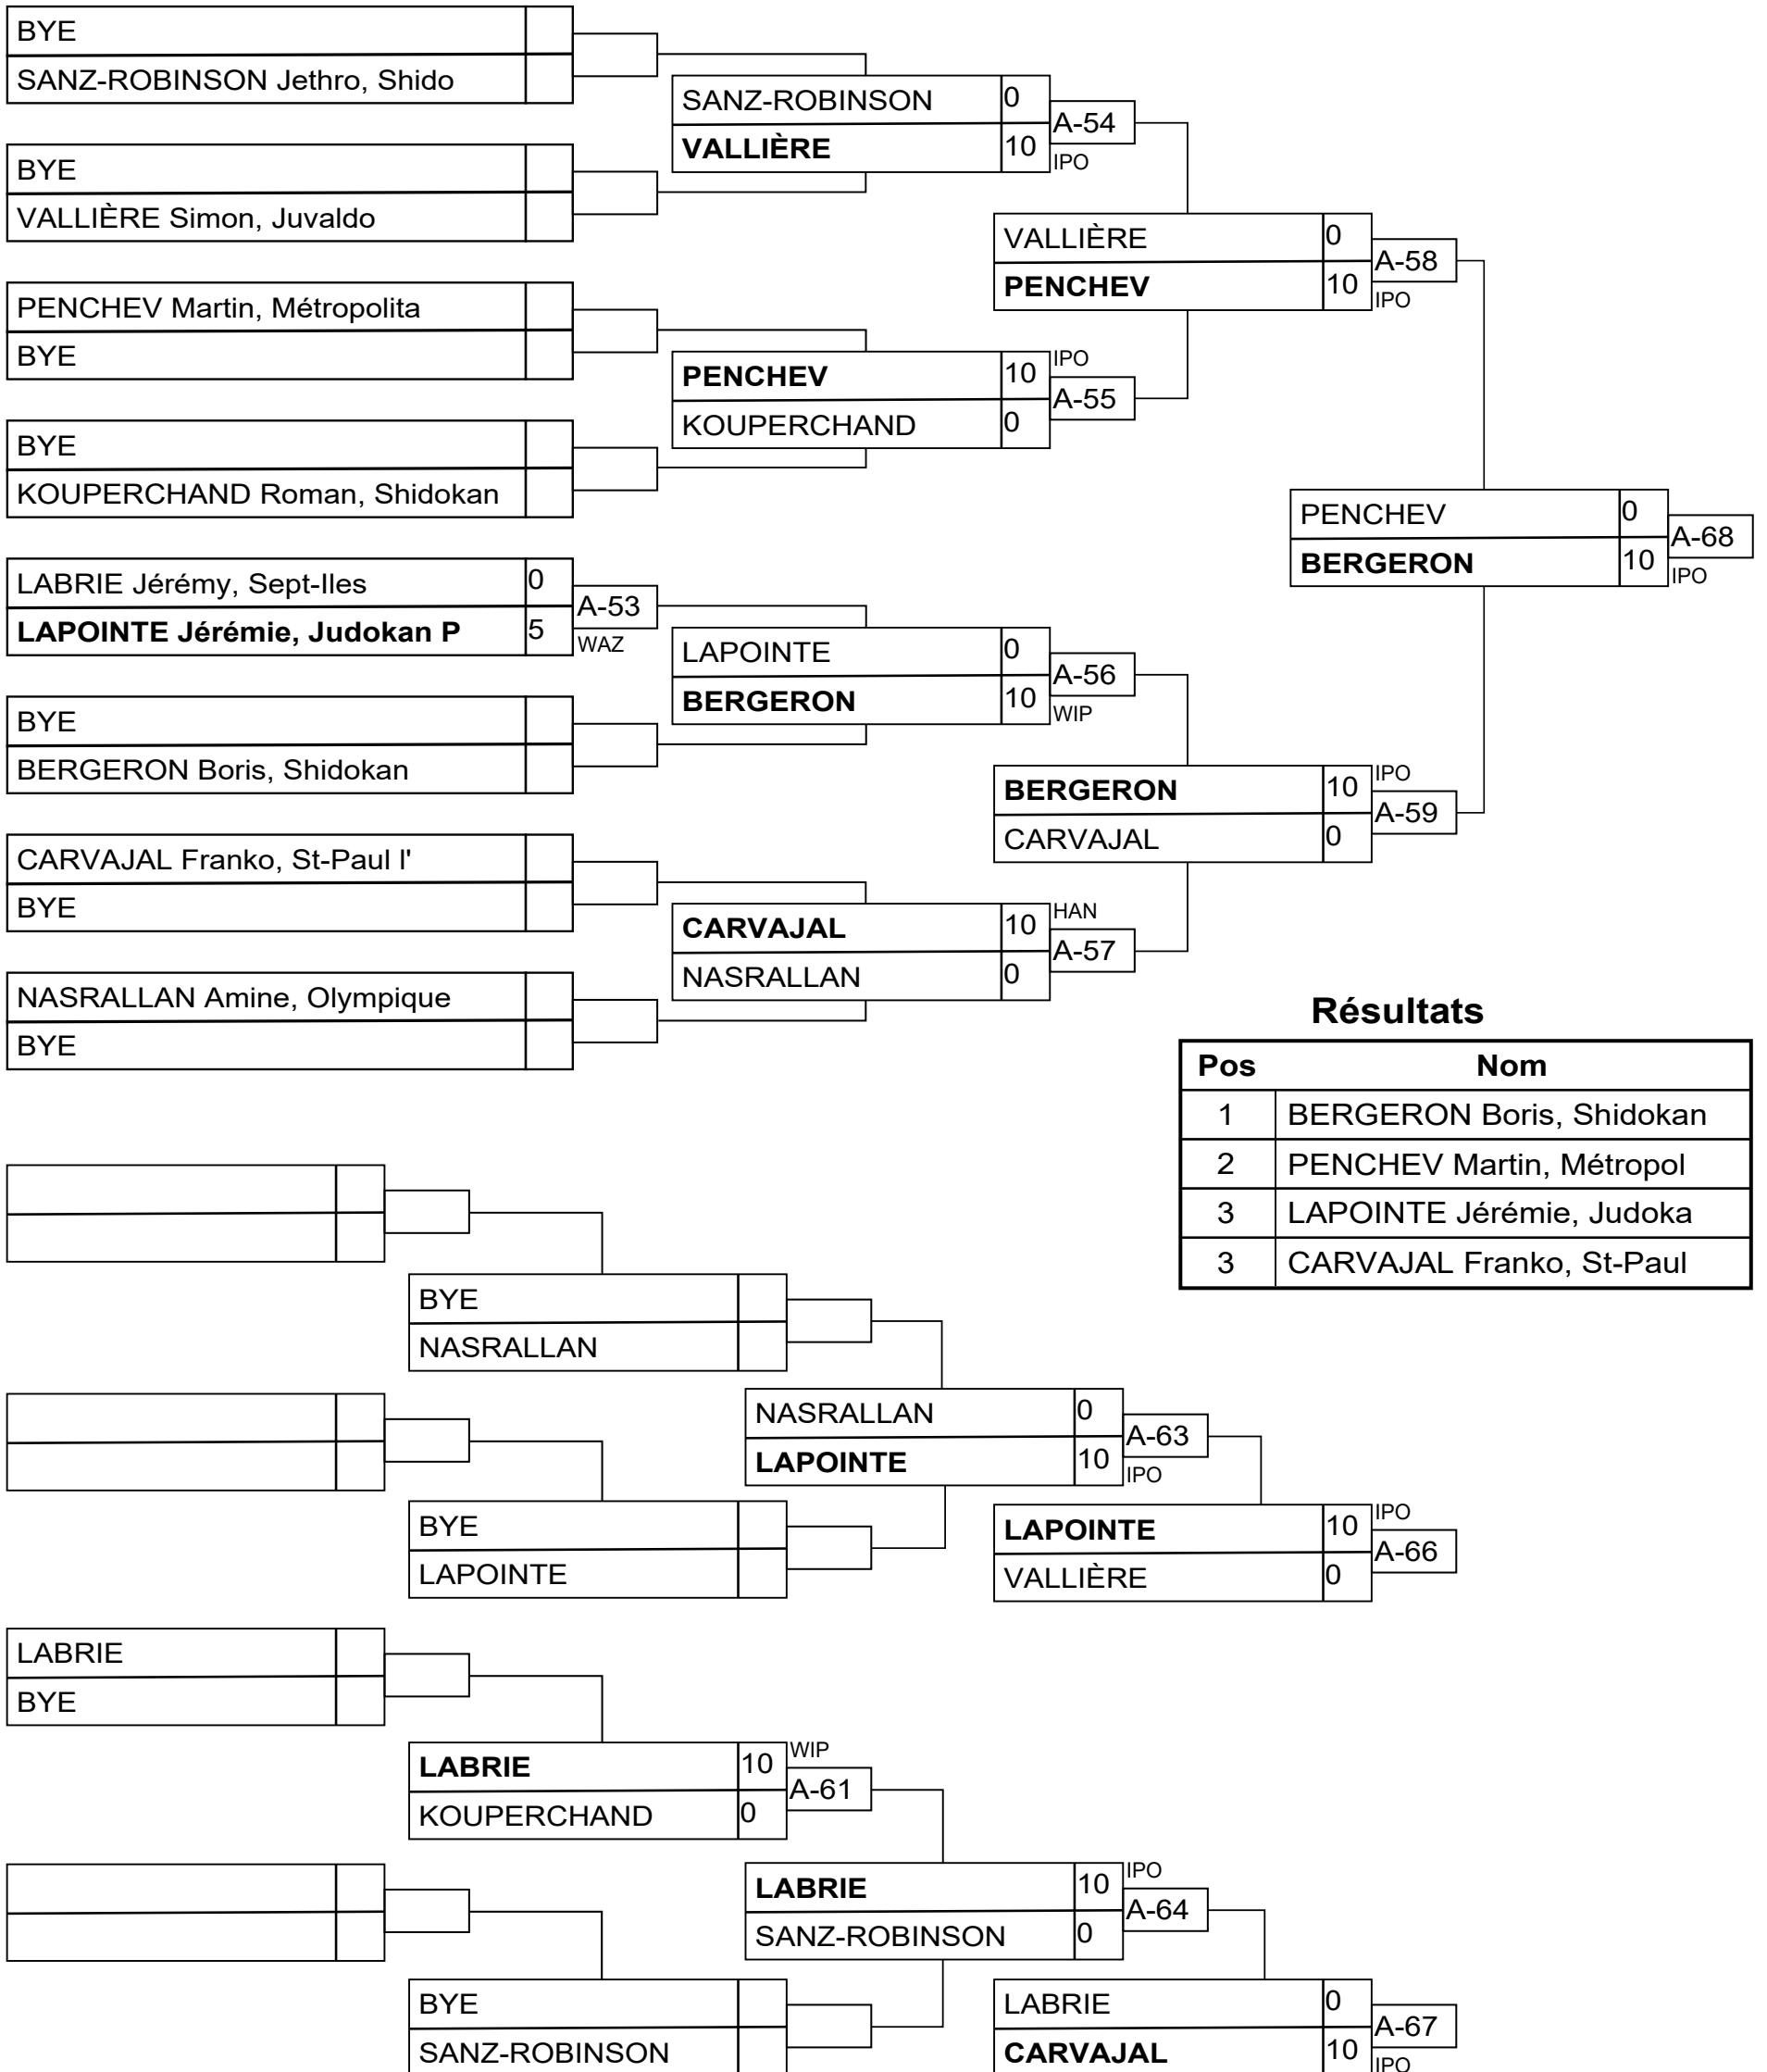 BYE
SANZ-ROBINSON Jethro, Shido
SANZ-ROBINSON 0
A-54
VALLIÈRE 10
IPO
BYE
VALLIÈRE Simon, Juvaldo
VALLIÈRE 0
A-58
PENCHEV 10
IPO
PENCHEV Martin, Métropolita
BYE
IPO
PENCHEV 10
A-55
KOUPERCHAND 0
BYE
KOUPERCHAND Roman, Shidokan
PENCHEV 0
A-68
BERGERON 10
IPO
LABRIE Jérémy, Sept-Iles 0
A-53
LAPOINTE Jérémie, Judokan P 5
WAZ
LAPOINTE 0
A-56
BERGERON 10
WIP
BYE
BERGERON Boris, Shidokan
IPO
BERGERON 10
A-59
CARVAJAL 0
CARVAJAL Franko, St-Paul l'
BYE
HAN
CARVAJAL 10
A-57
NASRALLAN 0
NASRALLAN Amine, Olympique
BYE
Résultats
Pos Nom
1 BERGERON Boris, Shidokan
2 PENCHEV Martin, Métropol
3 LAPOINTE Jérémie, Judoka
3 CARVAJAL Franko, St-Paul
BYE
NASRALLAN
NASRALLAN 0
A-63
LAPOINTE 10
IPO
BYE
LAPOINTE
IPO
LAPOINTE 10
A-66
VALLIÈRE 0
LABRIE
BYE
WIP
LABRIE 10
A-61
KOUPERCHAND 0
IPO
LABRIE 10
A-64
SANZ-ROBINSON 0
BYE
SANZ-ROBINSON
LABRIE 0
A-67
CARVAJAL 10
IPO